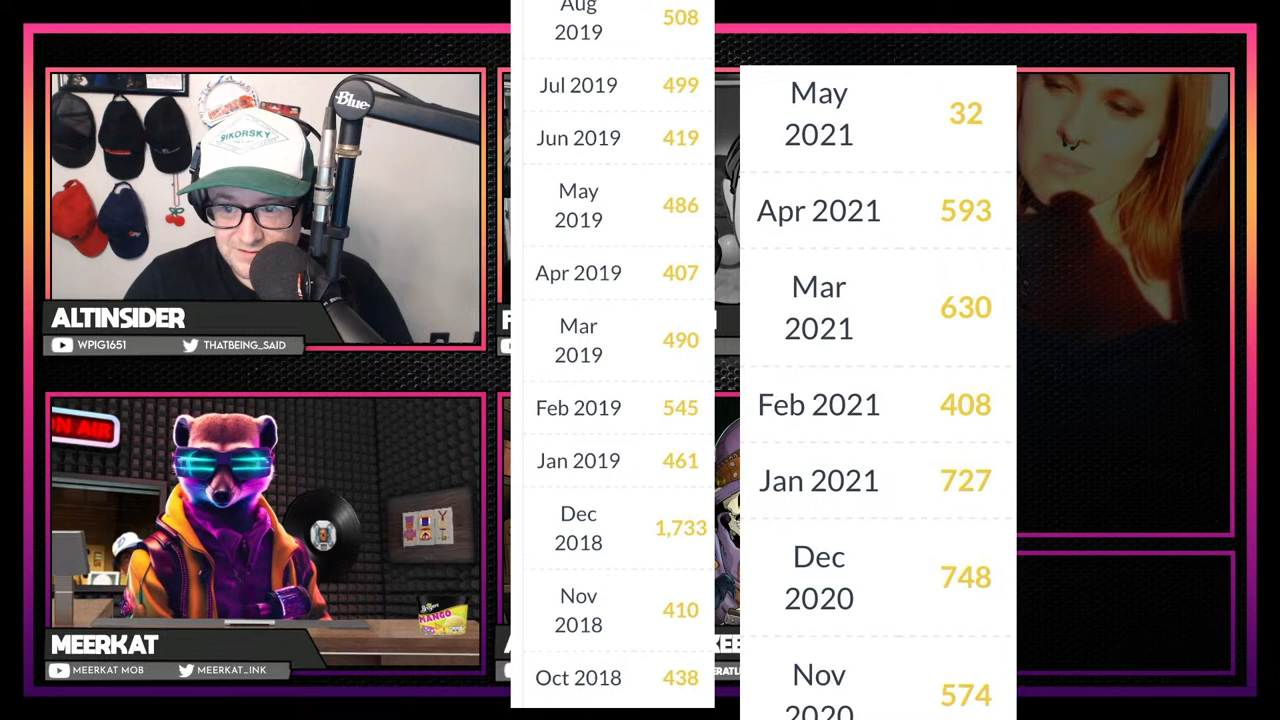 Blue
SIKORSKY
ALTINSIDER
WPIG1651
THATBEING_SAID
ON AIR
MANGO
MEERKAT
MEERKAT MOB
MEERKAT_INK
Aug
2019
508
Jul 2019
499
Jun 2019
419
May
2019
486
Apr 2019
407
Mar
2019
490
Feb 2019
545
Jan 2019
461
Dec
2018
1,733
Nov
2018
410
Oct 2018
438
May
2021
32
Apr 2021
593
Mar
2021
630
Feb 2021
408
Jan 2021
727
Dec
2020
748
Nov
2020
574